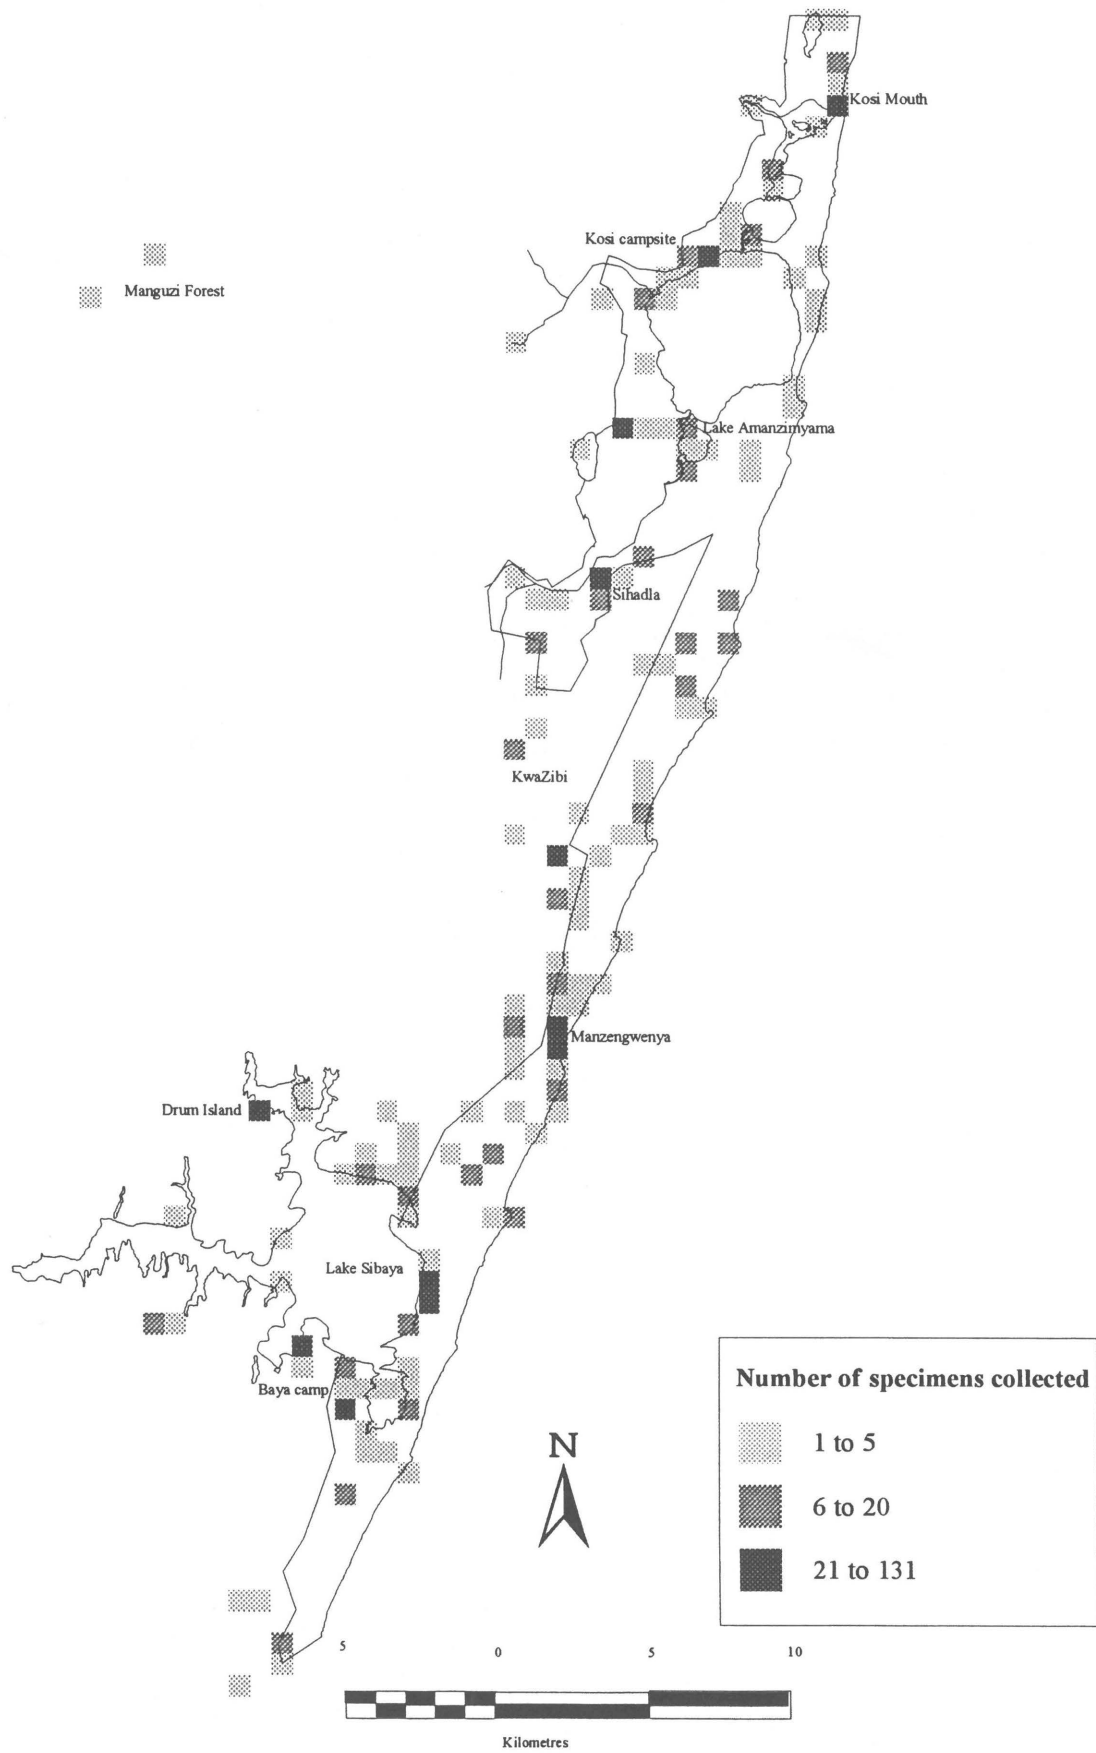 Kosi Mouth
Kosi campsite
Manguzi Forest
Lake Amanzimyama
Sihadla
KwaZibi
Manzengwenya
Drum Island
Lake Sibaya
Baya camp
Number of specimens collected
1 to 5
6 to 20
21 to 131
N
5 0 5 10
Kilometres